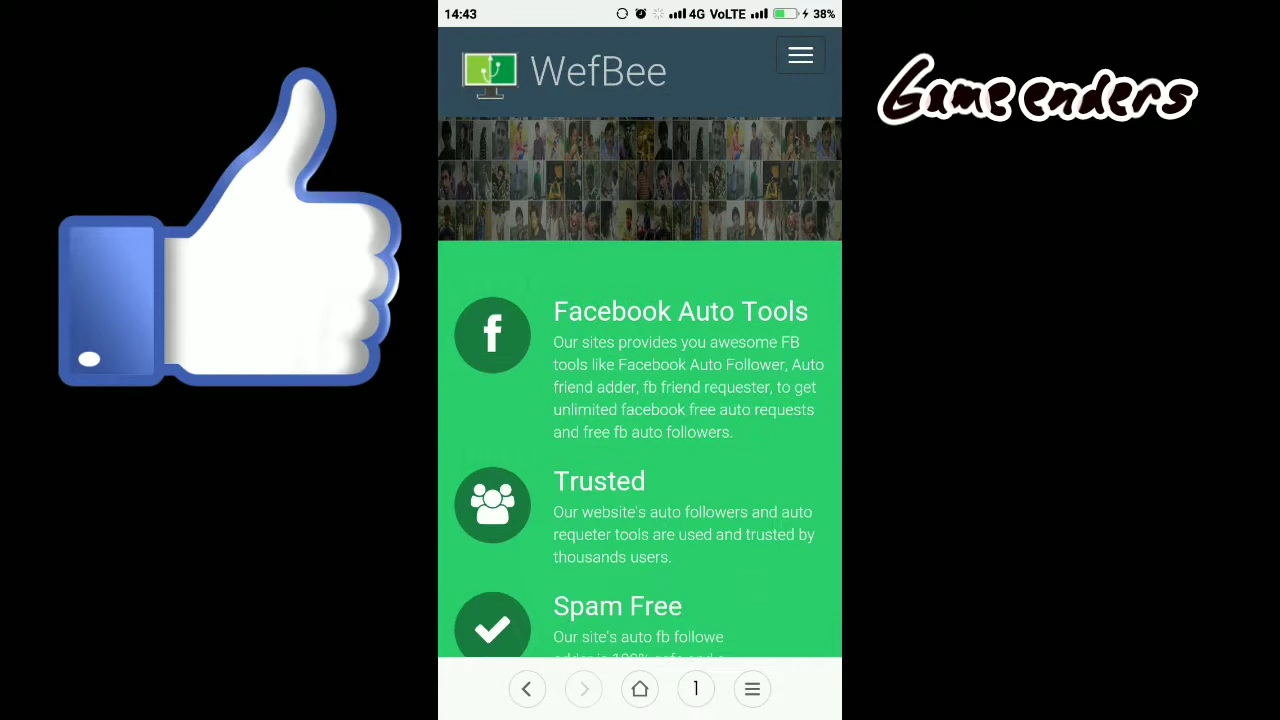 14:43
4G VoLTE 38%
WefBee
Game enders
f
Facebook Auto Tools
Our sites provides you awesome FB
tools like Facebook Auto Follower, Auto
friend adder, fb friend requester, to get
unlimited facebook free auto requests
and free fb auto followers.
Trusted
Our website's auto followers and auto
requeter tools are used and trusted by
thousands users.
Spam Free
Our site's auto fb followe
1